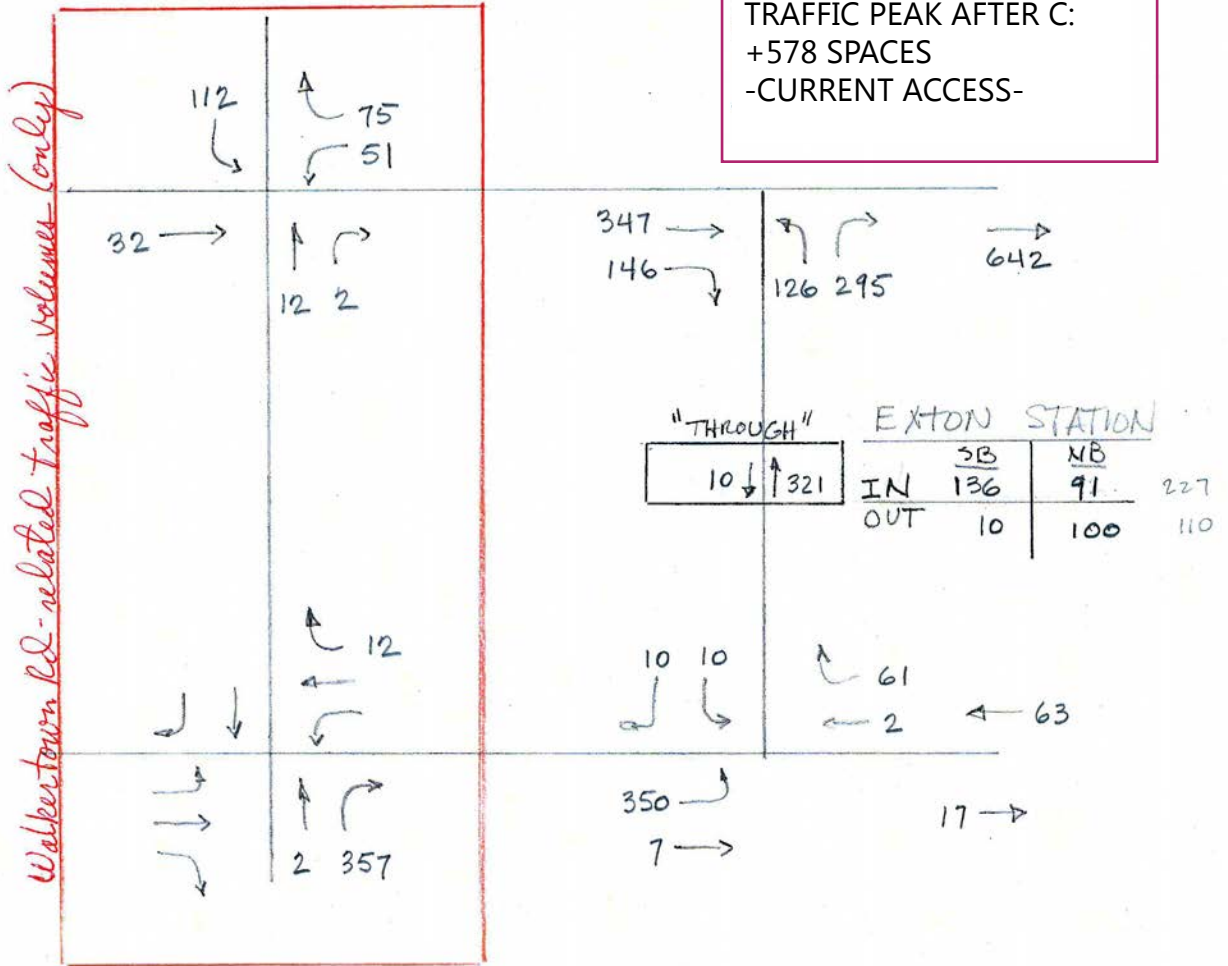 TRAFFIC PEAK AFTER C:
+578 SPACES
-CURRENT ACCESS-
Walkertown Rd-related traffic volumes (only)
112
75
51
32
12 2
347
146
126 295
642
"THROUGH"
10 321
EXTON STATION
SB NB
IN 136 91 227
OUT 10 100 110
12
10 10
61
2
63
2 357
350
7
17